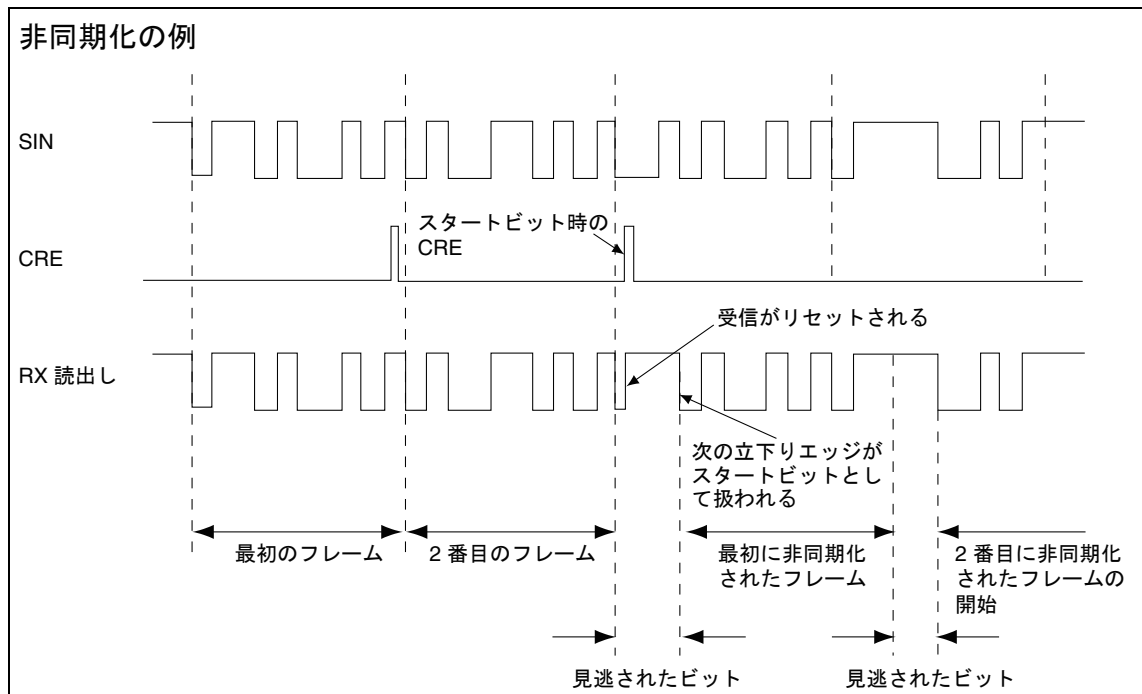 非同期化の例
SIN
スタートビット時の
CRE
CRE
受信がリセットされる
RX 読出し
次の立下りエッジが
スタートビットとし
て扱われる
最初のフレーム
2 番目のフレーム
最初に非同期化
されたフレーム
2 番目に非同期化
されたフレームの
開始
見逃されたビット
見逃されたビット